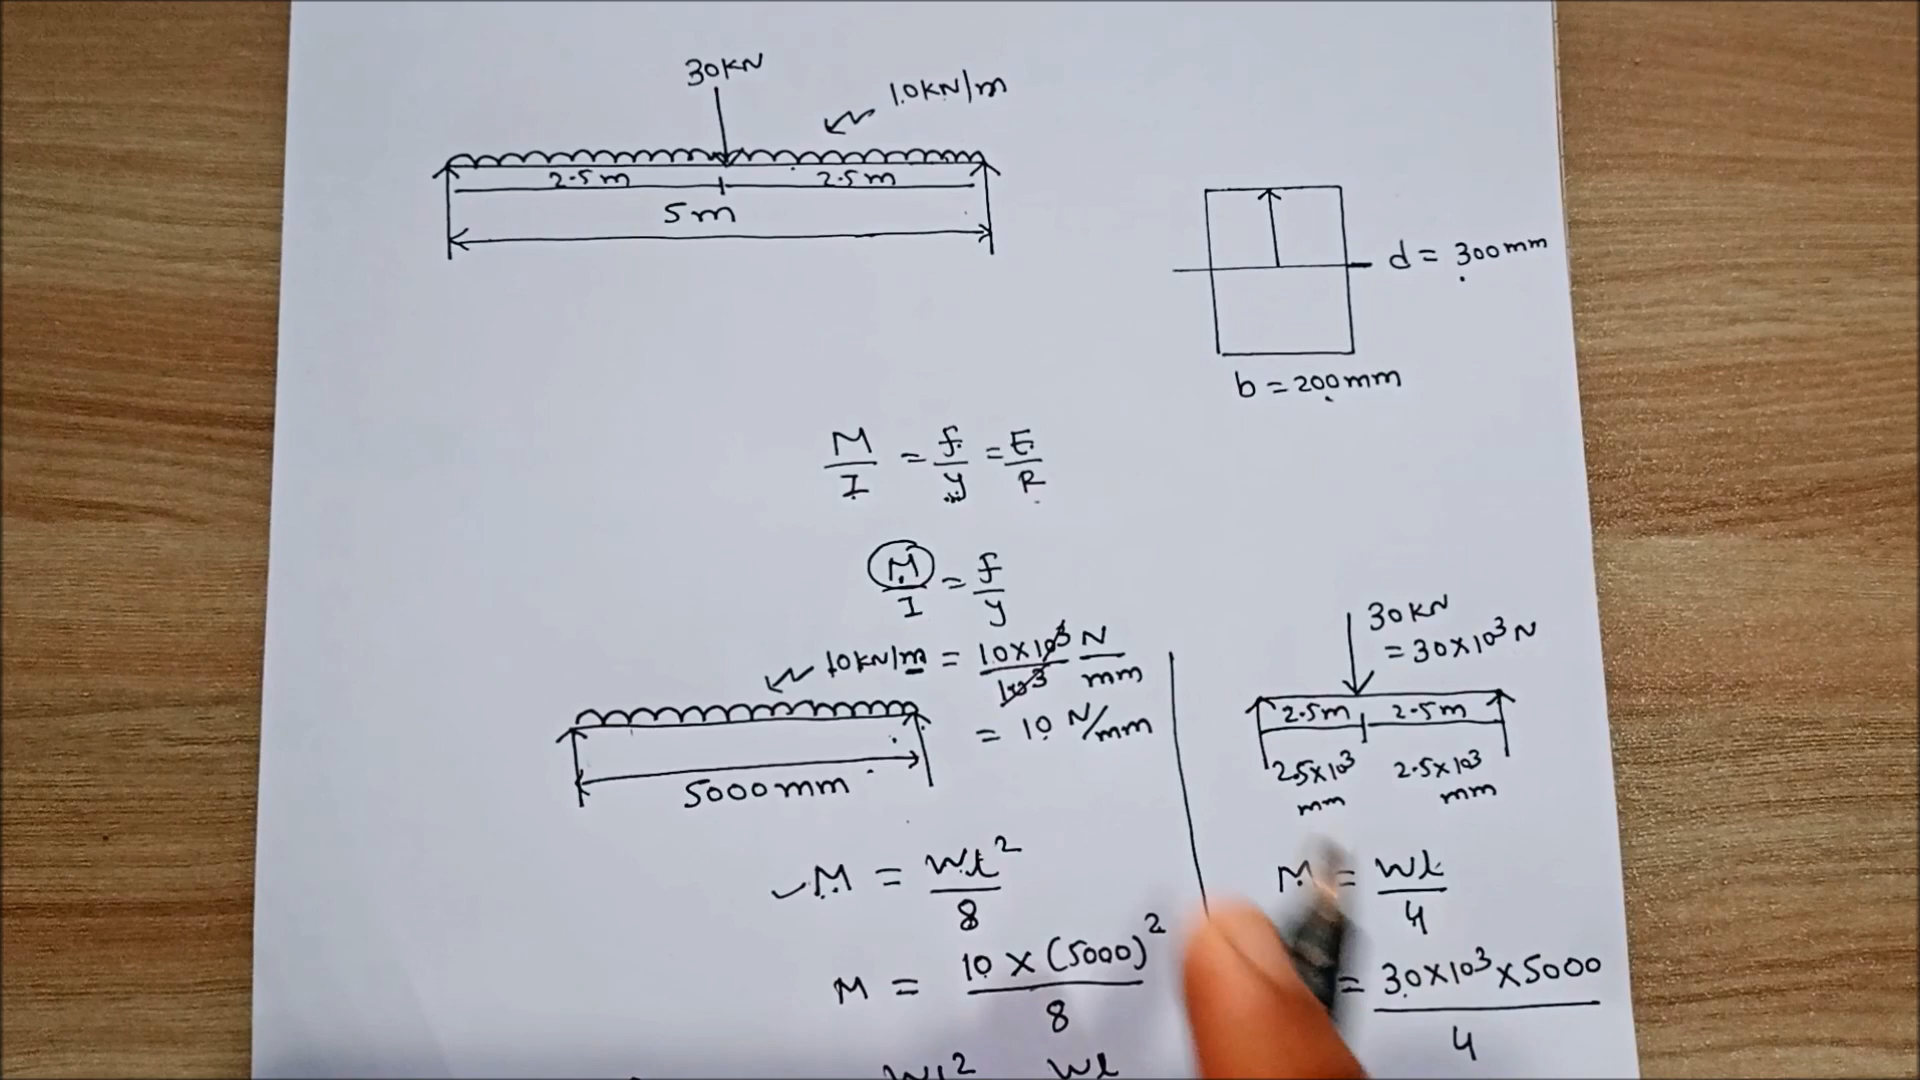 30KN
10KN/m
2.5m 2.5m
5m
d = 300mm
b = 200mm
M/I = f/y = E/R
M/I = f/y
10KN/m = 10×10³/10³ N/mm
= 10 N/mm
5000mm
30KN
= 30×10³ N
2.5m 2.5m
2.5×10³ mm 2.5×10³ mm
M = Wl²/8
M = 10 × (5000)²/8
M = Wl/4
= 30×10³×5000/4
Wl² Wl